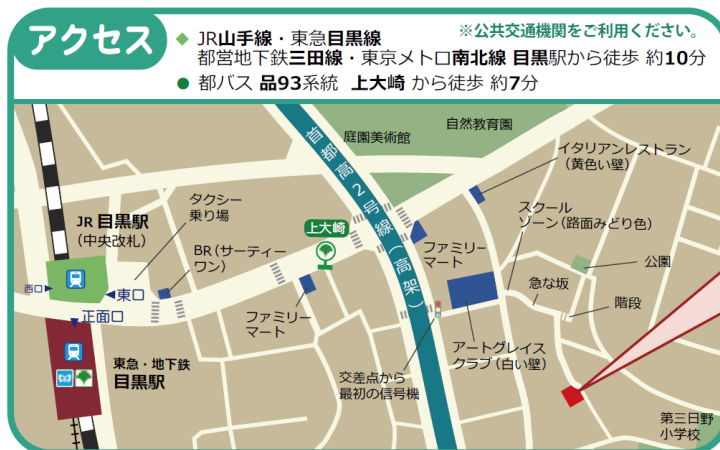 アクセス
※公共交通機関をご利用ください。
◆ JR山手線・東急目黒線
都営地下鉄三田線・東京メトロ南北線 目黒駅から徒歩 約10分
● 都バス 品93系統 上大崎 から徒歩 約7分
首都高2号線(高架)
庭園美術館
自然教育園
イタリアンレストラン
(黄色い壁)
タクシー
乗り場
スクール
ゾーン(路面みどり色)
JR 目黒駅
(中央改札)
上大崎
BR(サーティー
ワン)
ファミリー
マート
公園
西口
東口
急な坂
階段
正面口
ファミリー
マート
アートグレイス
クラブ(白い壁)
東急・地下鉄
目黒駅
交差点から
最初の信号機
第三日野
小学校